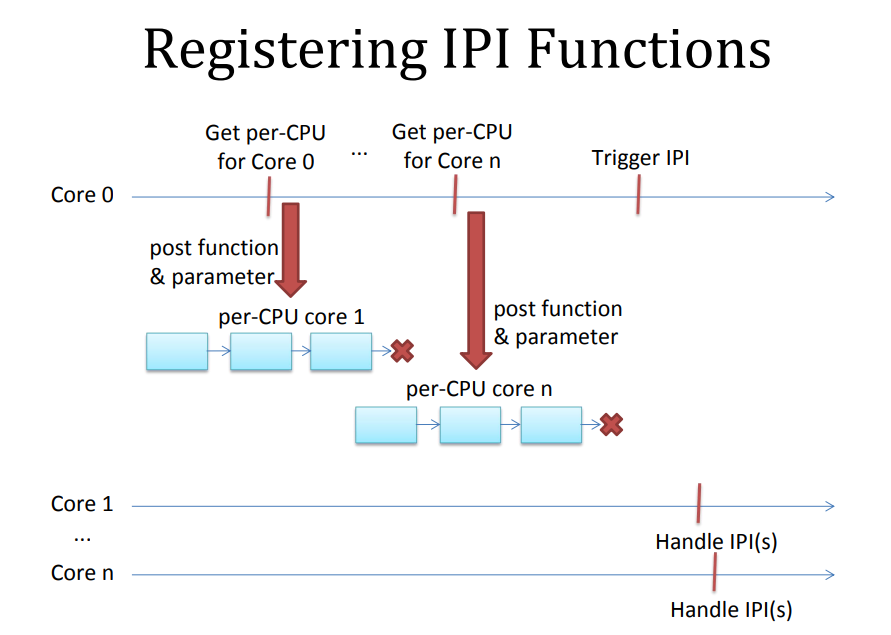 Registering IPI Functions
Get per-CPU
for Core 0
...
Get per-CPU
for Core n
Trigger IPI
Core 0
post function
& parameter
per-CPU core 1
post function
& parameter
per-CPU core n
Core 1
...
Handle IPI(s)
Core n
Handle IPI(s)